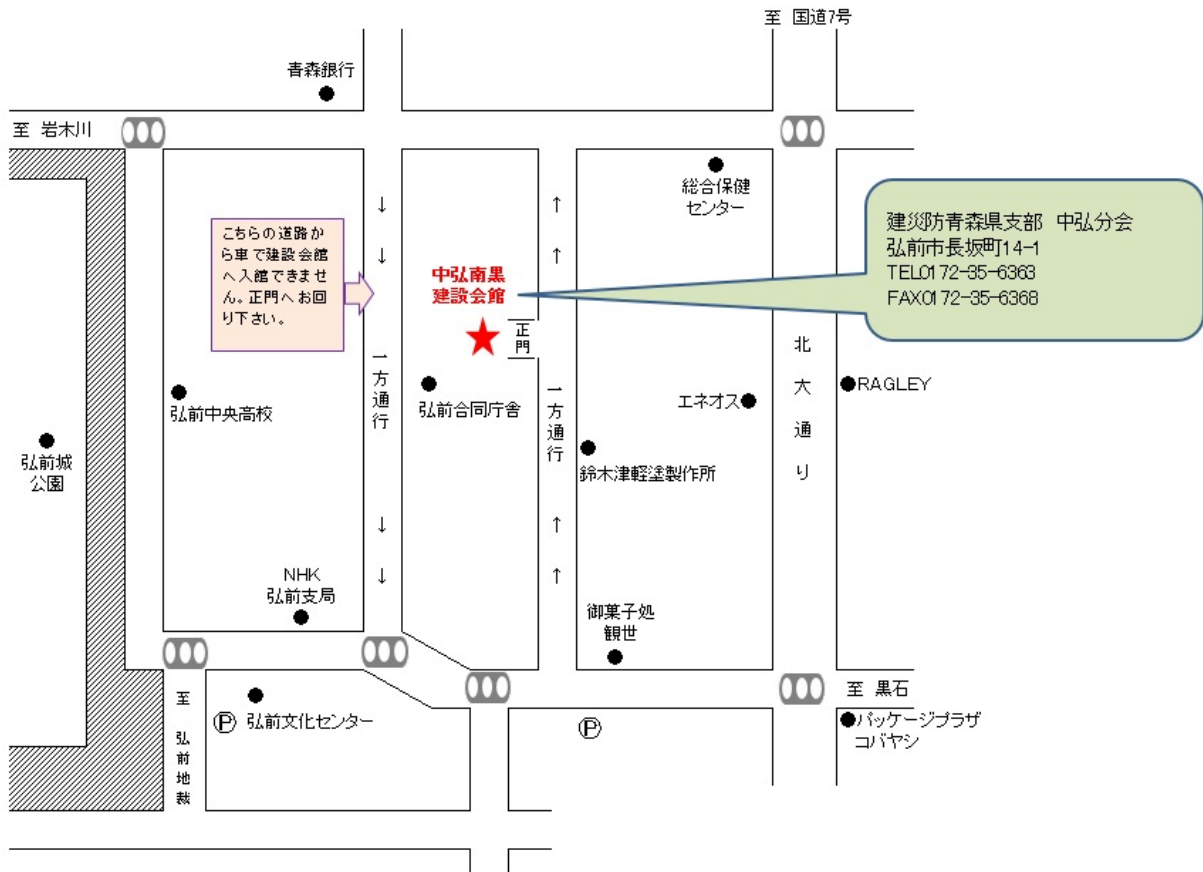 至 国道7号
青森銀行
至 岩木川
総合保健
センター
建災防青森県支部 中弘分会
弘前市長坂町14-1
TEL0172-35-6363
FAX0172-35-6368
こちらの道路か
ら車で建設会館
へ入館できませ
ん。正門へお回
り下さい。
↓
↓
↑
↑
中弘南黒
建設会館
正門
一方通行
一方通行
北大通り
弘前中央高校
弘前合同庁舎
エネオス
RAGLEY
弘前城
公園
鈴木津軽塗製作所
↓
↓
↑
↑
NHK
弘前支局
御菓子処
観世
至 黒石
至 弘前地裁
Ⓟ 弘前文化センター
Ⓟ
パッケージプラザ
コバヤシ